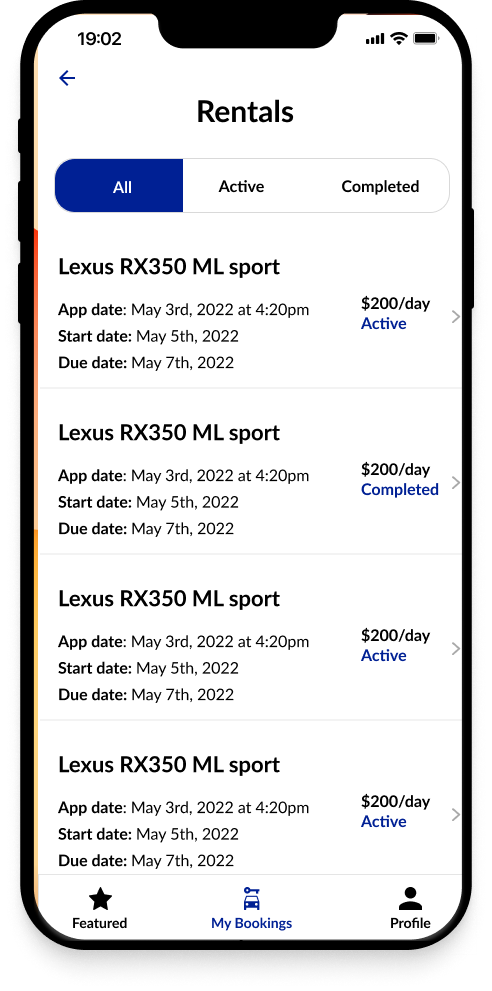 19:02
Rentals
All Active Completed
Lexus RX350 ML sport
App date: May 3rd, 2022 at 4:20pm
$200/day
Start date: May 5th, 2022
Active
Due date: May 7th, 2022
Lexus RX350 ML sport
App date: May 3rd, 2022 at 4:20pm
$200/day
Start date: May 5th, 2022
Completed
Due date: May 7th, 2022
Lexus RX350 ML sport
App date: May 3rd, 2022 at 4:20pm
$200/day
Start date: May 5th, 2022
Active
Due date: May 7th, 2022
Lexus RX350 ML sport
App date: May 3rd, 2022 at 4:20pm
$200/day
Start date: May 5th, 2022
Active
Due date: May 7th, 2022
Featured My Bookings Profile